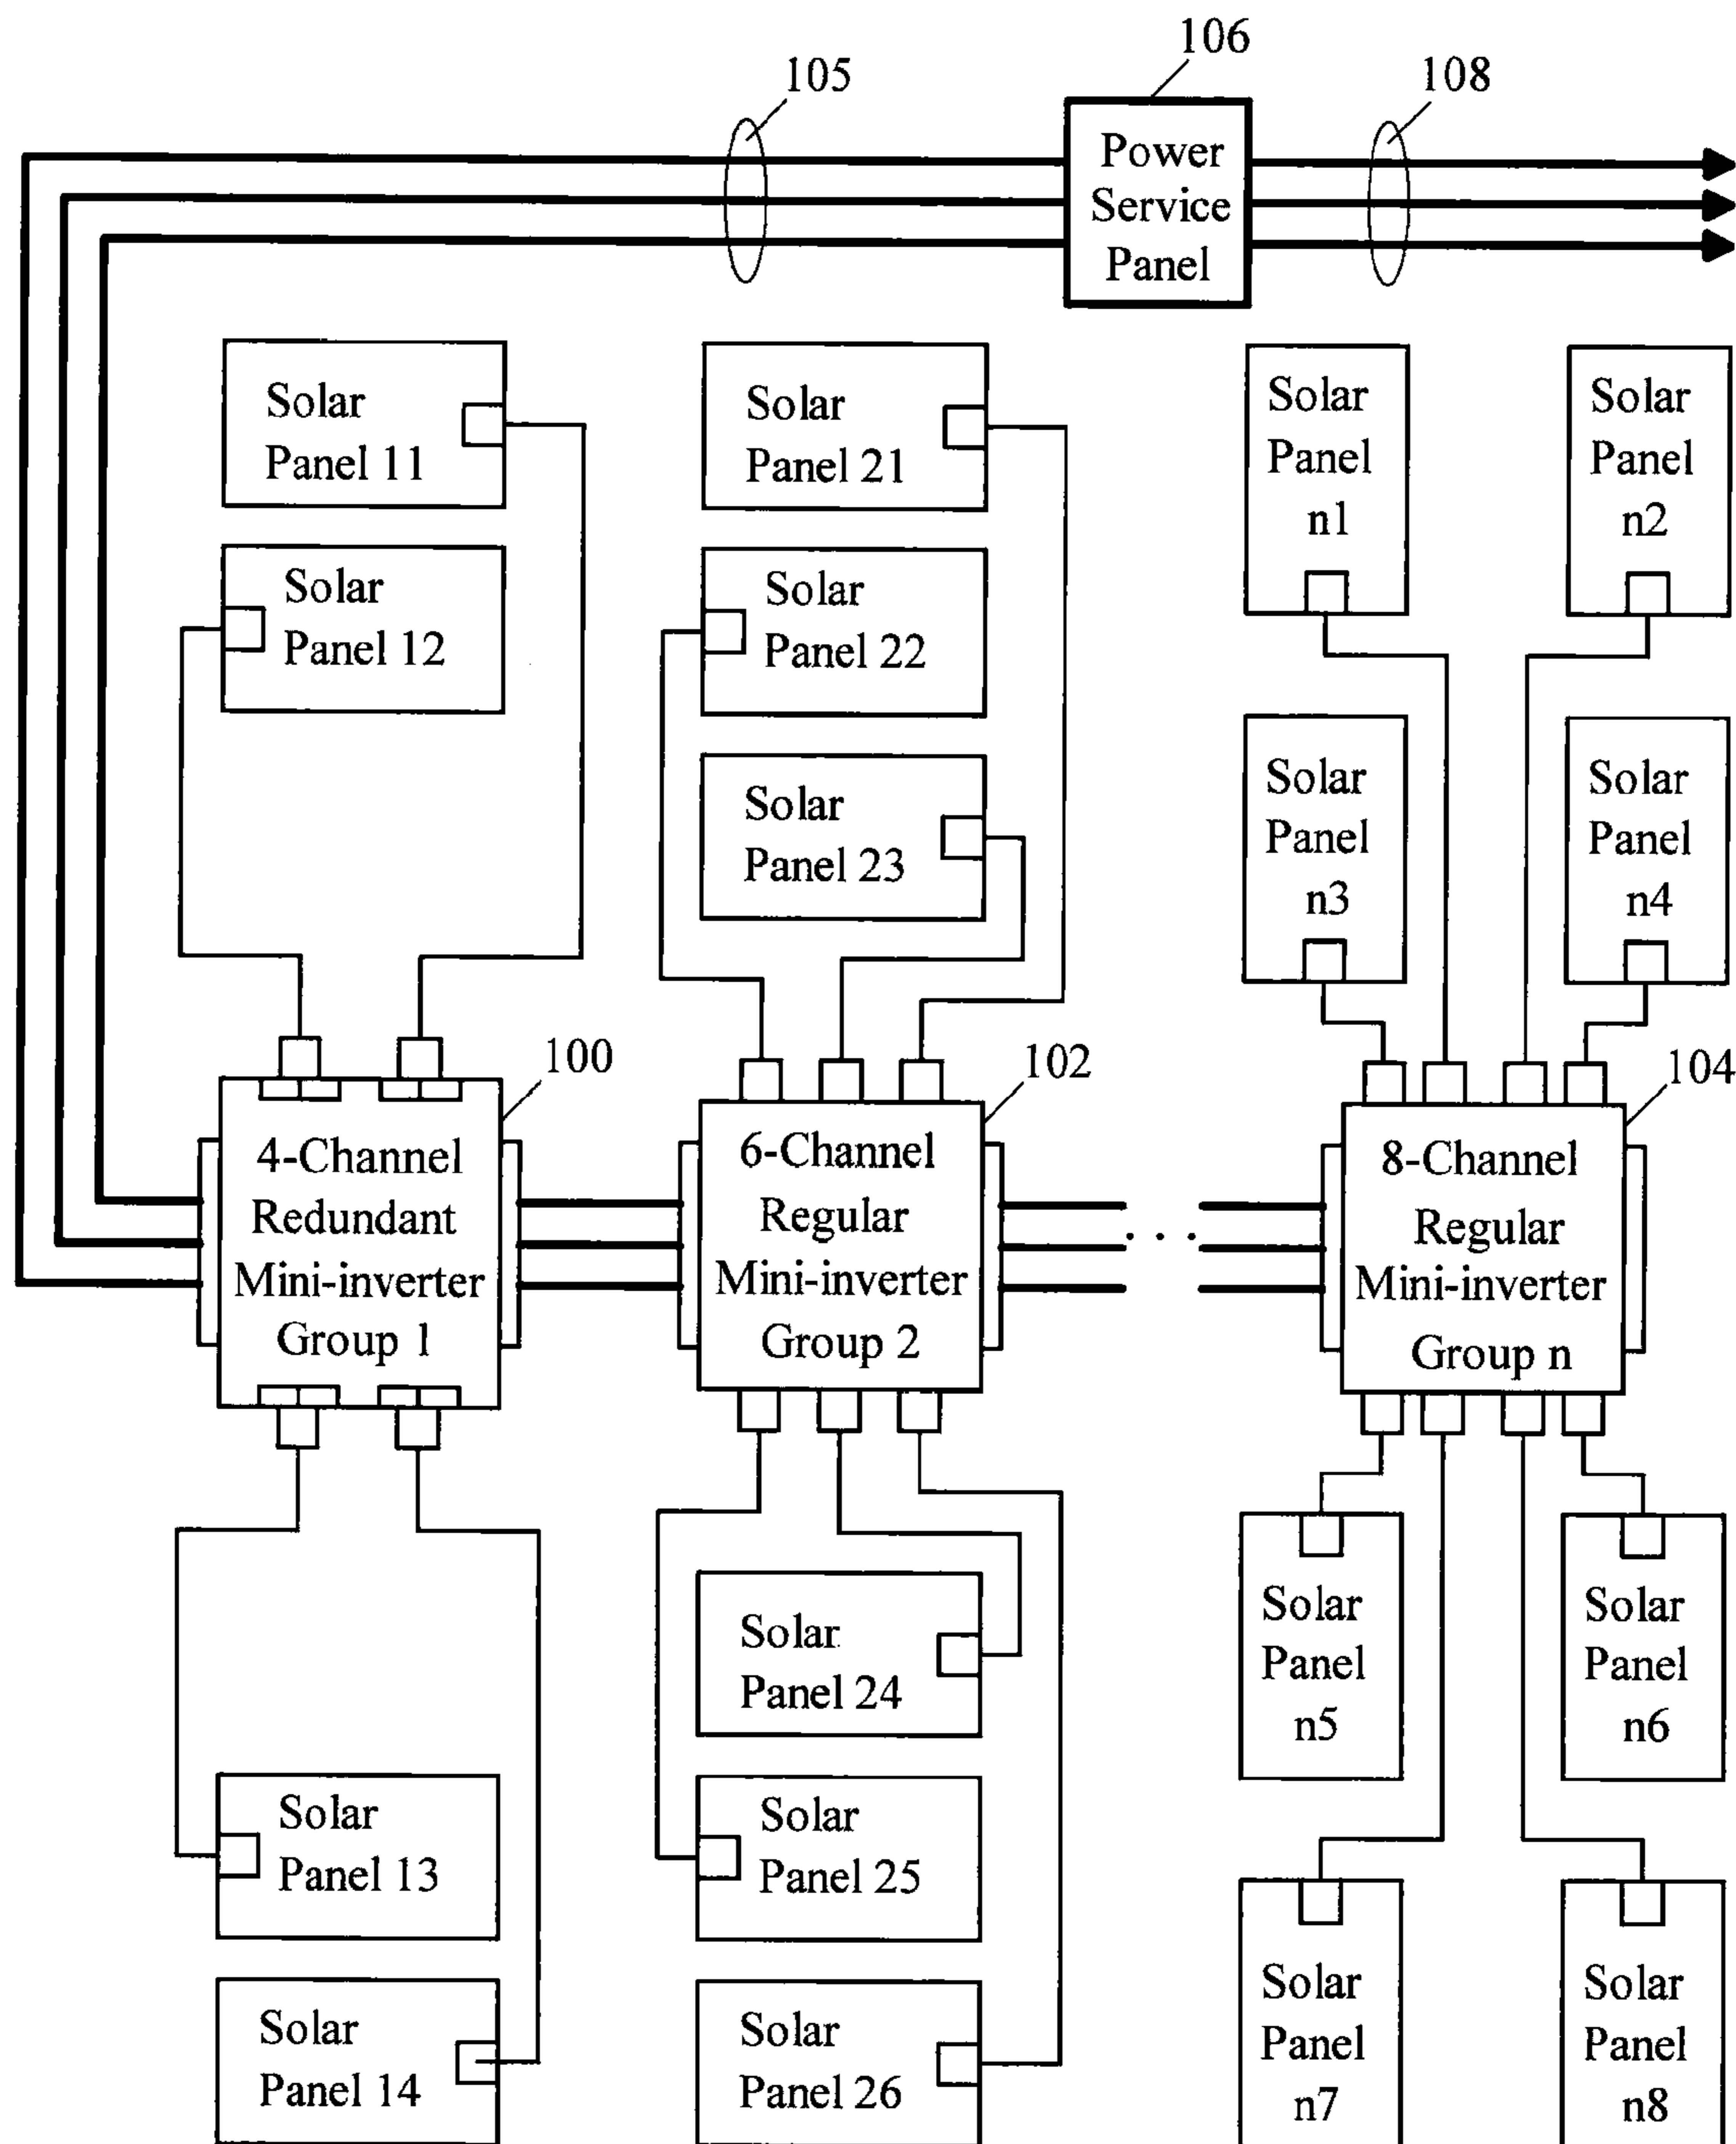 106
105
108
Power
Service
Panel
Solar
Panel 11
Solar
Panel 21
Solar
Panel
n1
Solar
Panel
n2
Solar
Panel 12
Solar
Panel 22
Solar
Panel 23
Solar
Panel
n3
Solar
Panel
n4
100
102
104
4-Channel
Redundant
Mini-inverter
Group 1
6-Channel
Regular
Mini-inverter
Group 2
. . .
8-Channel
Regular
Mini-inverter
Group n
Solar
Panel 24
Solar
Panel
n5
Solar
Panel
n6
Solar
Panel 13
Solar
Panel 25
Solar
Panel 14
Solar
Panel 26
Solar
Panel
n7
Solar
Panel
n8